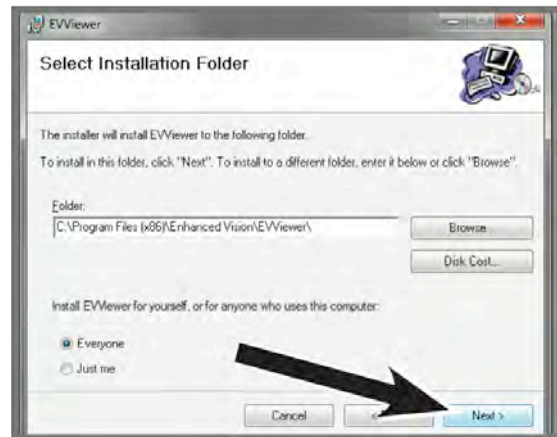 EVViewer
Select Installation Folder
The installer will install EVViewer to the following folder.
To install in this folder, click "Next". To install to a different folder, enter it below or click "Browse".
Folder:
C:\Program Files (x86)\Enhanced Vision\EVViewer\
Browse
Disk Cost...
Install EVViewer for yourself, or for anyone who uses this computer:
Everyone
Just me
Cancel
<
Next >